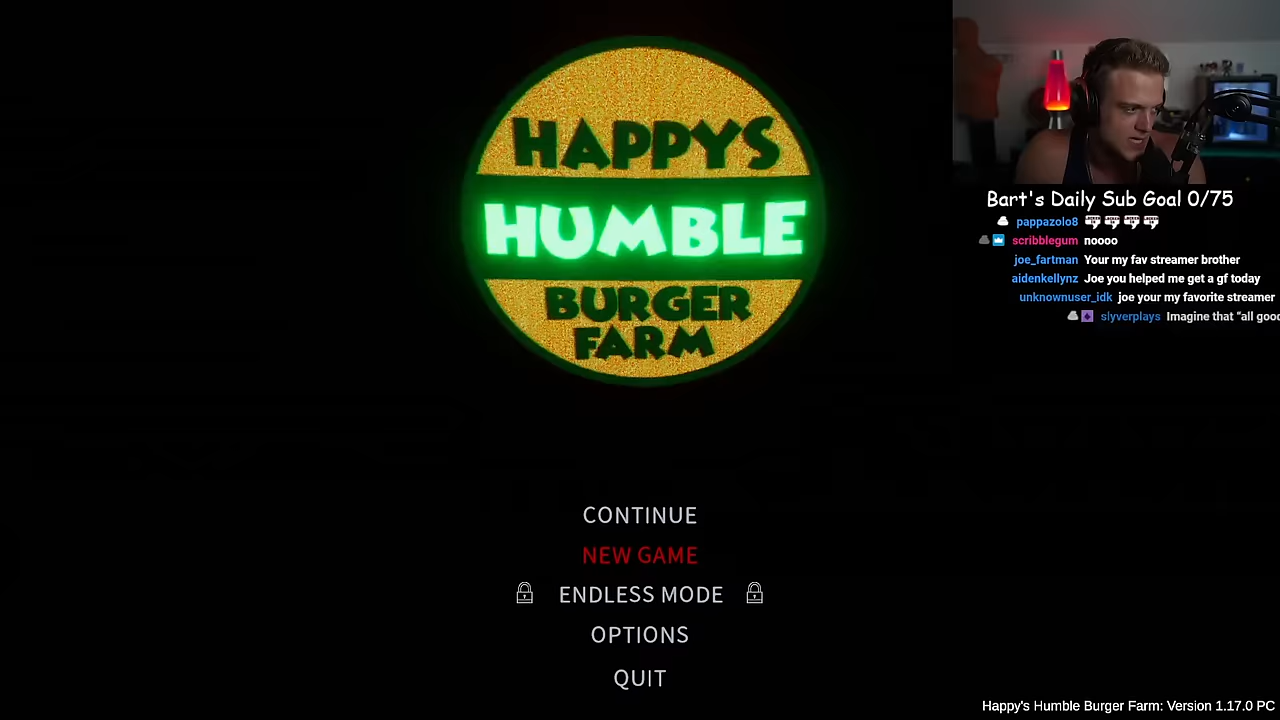 HAPPYS
HUMBLE
BURGER
FARM
CONTINUE
NEW GAME
ENDLESS MODE
OPTIONS
QUIT
Bart's Daily Sub Goal 0/75
pappazolo8
scribblegum noooo
joe_fartman Your my fav streamer brother
aidenkellynz Joe you helped me get a gf today
unknownuser_idk joe your my favorite streamer
slyverplays Imagine that "all good
Happy's Humble Burger Farm: Version 1.17.0 PC